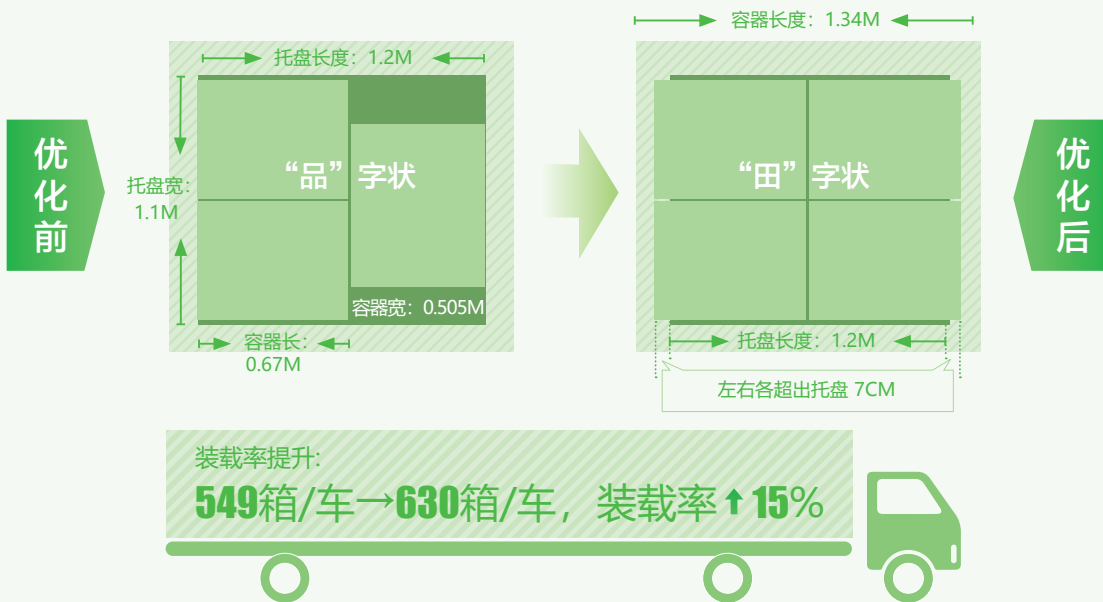 容器长度：1.34M
托盘长度：1.2M
优化前
托盘宽：
1.1M
“品”字状
容器宽：0.505M
容器长：
0.67M
“田”字状
优化后
托盘长度：1.2M
左右各超出托盘 7CM
装载率提升:
549箱/车→630箱/车，装载率↑15%